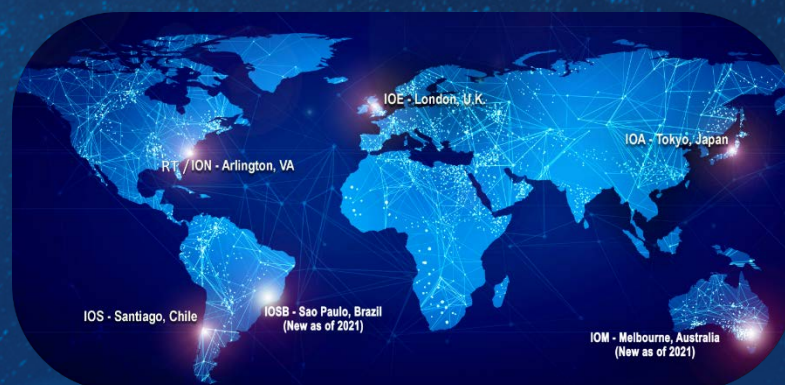 IOE - London, U.K.
IOA - Tokyo, Japan
RT/ION - Arlington, VA
IOS - Santiago, Chile
IOSB - Sao Paulo, Brazil
(New as of 2021)
IOM - Melbourne, Australia
(New as of 2021)